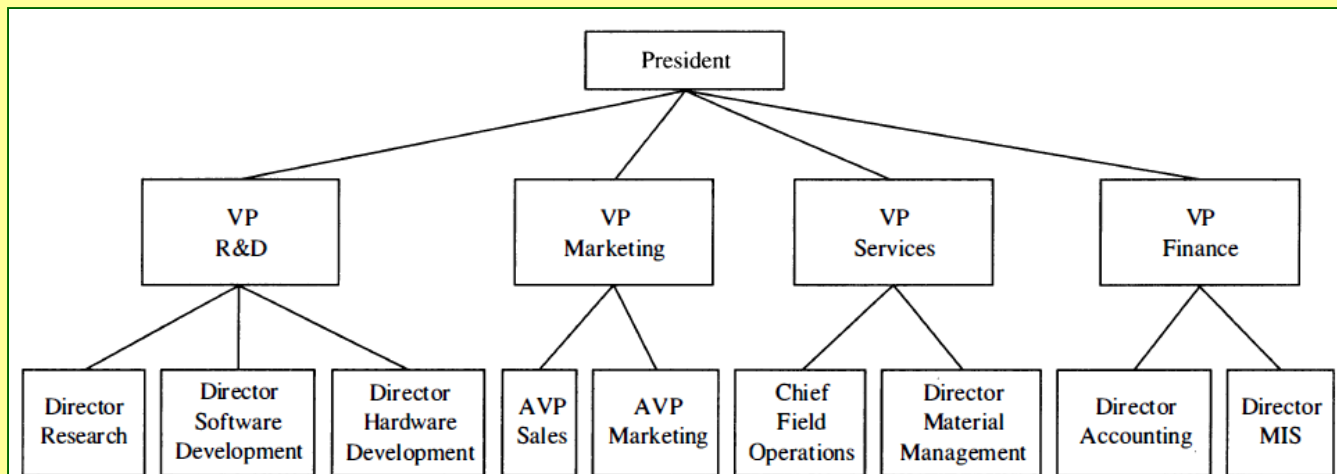 President
VP
R&D
VP
Marketing
VP
Services
VP
Finance
Director
Research
Director
Software
Development
Director
Hardware
Development
AVP
Sales
AVP
Marketing
Chief
Field
Operations
Director
Material
Management
Director
Accounting
Director
MIS